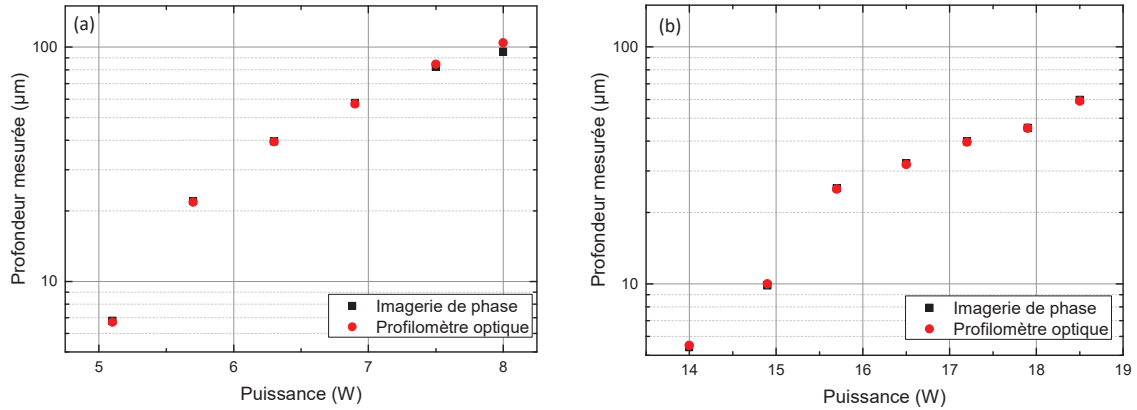 (a)
100
10
Profondeur mesurée (µm)
Imagerie de phase
Profilomètre optique
5 6 7 8
Puissance (W)
(b)
100
10
Profondeur mesurée (µm)
Imagerie de phase
Profilomètre optique
14 15 16 17 18 19
Puissance (W)